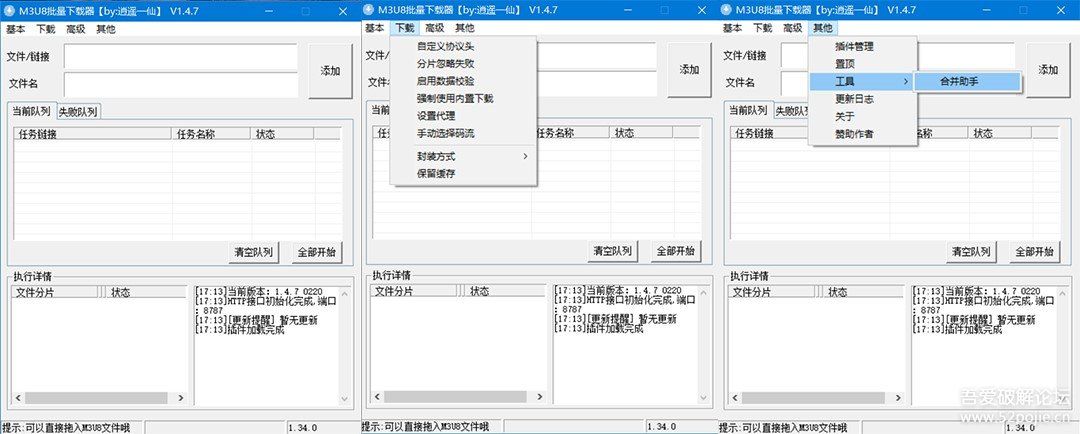 M3U8批量下载器【by:逍遥一仙】 V1.4.7
基本 下载 高级 其他
文件/链接
文件名
添加
当前队列 失败队列
任务链接 任务名称 状态
清空队列 全部开始
执行详情
文件分片 状态
[17:13]当前版本: 1.4.7 0220
[17:13]HTTP接口初始化完成,端口
: 8787
[17:13][更新提醒] 暂无更新
[17:13]插件加载完成
提示:可以直接拖入M3U8文件哦
1.34.0
M3U8批量下载器【by:逍遥一仙】 V1.4.7
基本 下载 高级 其他
自定义协议头
分片忽略失败
启用数据校验
强制使用内置下载
设置代理
手动选择码流
封装方式
保留缓存
文件/链
文件名
添加
当前
任
任务名称 状态
清空队列 全部开始
执行详情
文件分片 状态
[17:13]当前版本: 1.4.7 0220
[17:13]HTTP接口初始化完成,端口
: 8787
[17:13][更新提醒] 暂无更新
[17:13]插件加载完成
提示:可以直接拖入M3U8文件哦
1.34.0
M3U8批量下载器【by:逍遥一仙】 V1.4.7
基本 下载 高级 其他
插件管理
置顶
工具
合并助手
更新日志
关于
赞助作者
文件/链接
文件名
添加
当前队列 失败队列
任务链接 任务名称 状态
清空队列 全部开始
执行详情
文件分片 状态
[17:13]当前版本: 1.4.7 0220
[17:13]HTTP接口初始化完成,端口
: 8787
[17:13][更新提醒] 暂无更新
[17:13]插件加载完成
提示:可以直接拖入M3U8文件哦
1.34.0
吾爱破解论坛
www.52pojie.cn